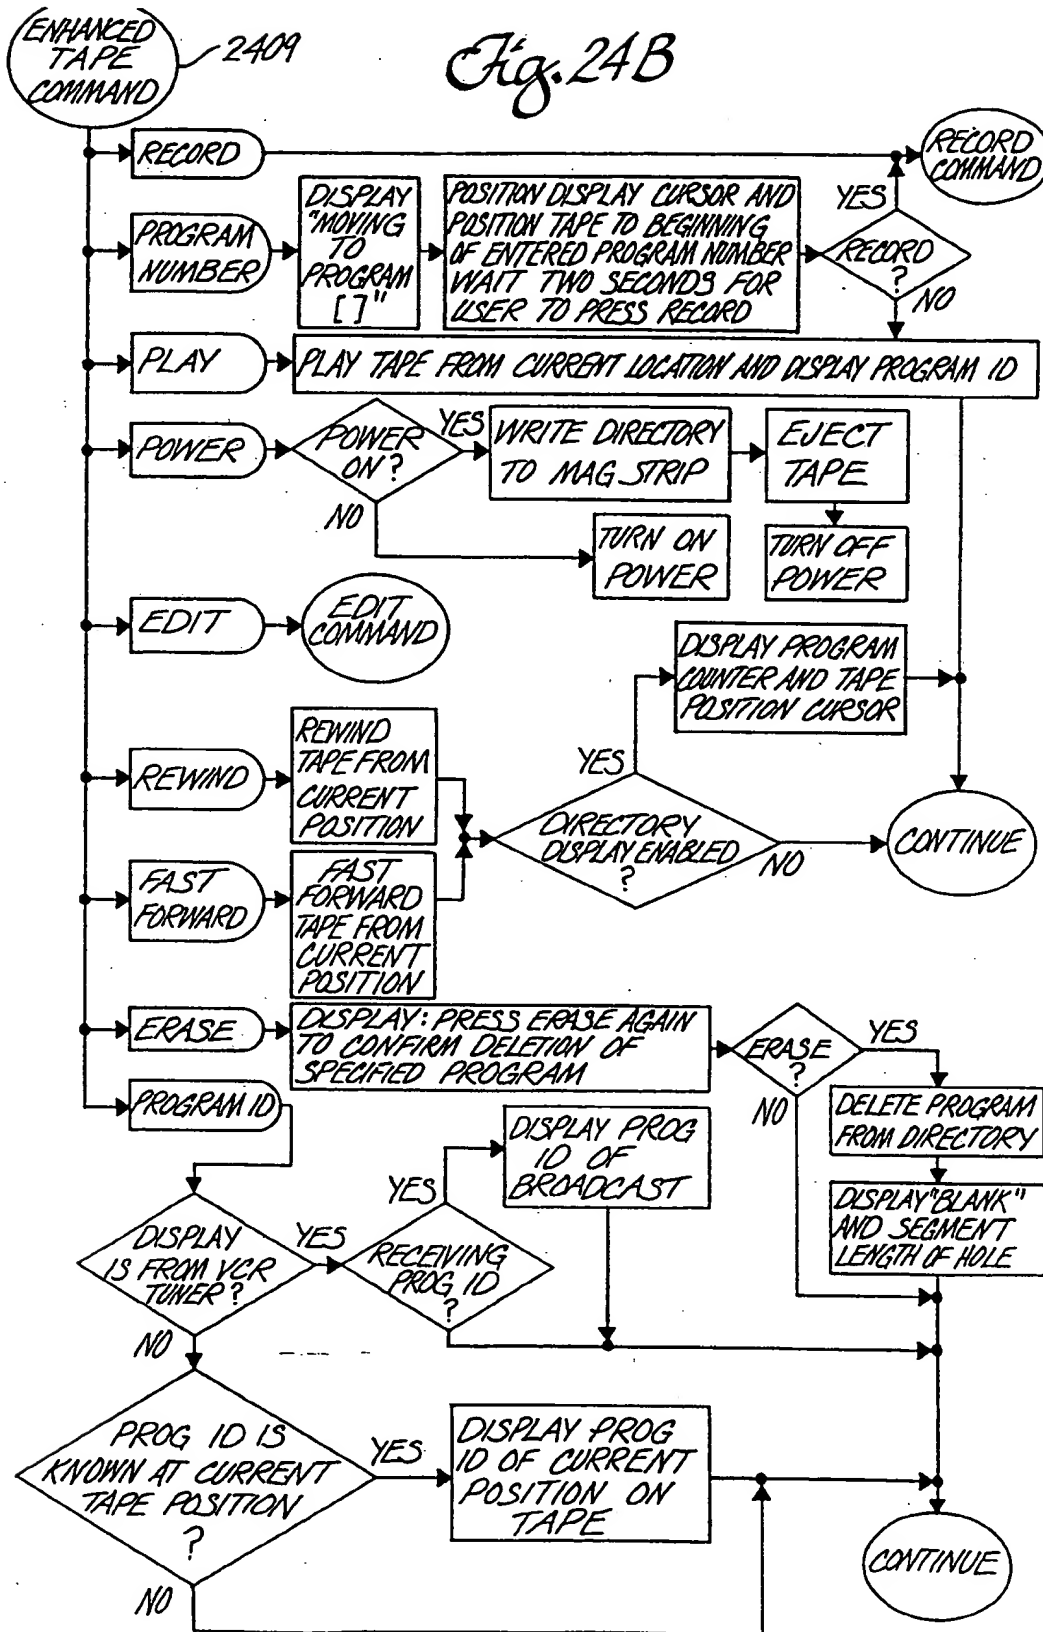 ENHANCED
TAPE
COMMAND
2409
Fig. 24B
RECORD
RECORD
COMMAND
PROGRAM
NUMBER
DISPLAY
"MOVING
TO
PROGRAM
[ ]"
POSITION DISPLAY CURSOR AND
POSITION TAPE TO BEGINNING
OF ENTERED PROGRAM NUMBER
WAIT TWO SECONDS FOR
USER TO PRESS RECORD
YES
RECORD
?
NO
PLAY
PLAY TAPE FROM CURRENT LOCATION AND DISPLAY PROGRAM ID
POWER
POWER
ON?
YES
WRITE DIRECTORY
TO MAG STRIP
EJECT
TAPE
NO
TURN ON
POWER
TURN OFF
POWER
EDIT
EDIT
COMMAND
DISPLAY PROGRAM
COUNTER AND TAPE
POSITION CURSOR
REWIND
REWIND
TAPE FROM
CURRENT
POSITION
YES
DIRECTORY
DISPLAY ENABLED
?
NO
CONTINUE
FAST
FORWARD
FAST
FORWARD
TAPE FROM
CURRENT
POSITION
ERASE
DISPLAY: PRESS ERASE AGAIN
TO CONFIRM DELETION OF
SPECIFIED PROGRAM
ERASE
?
YES
NO
DELETE PROGRAM
FROM DIRECTORY
DISPLAY "BLANK"
AND SEGMENT
LENGTH OF HOLE
PROGRAM ID
DISPLAY PROG
ID OF
BROADCAST
YES
DISPLAY
IS FROM VCR
TUNER?
YES
RECEIVING
PROG ID
?
NO
PROG ID IS
KNOWN AT CURRENT
TAPE POSITION
?
YES
DISPLAY PROG
ID OF CURRENT
POSITION ON
TAPE
NO
CONTINUE